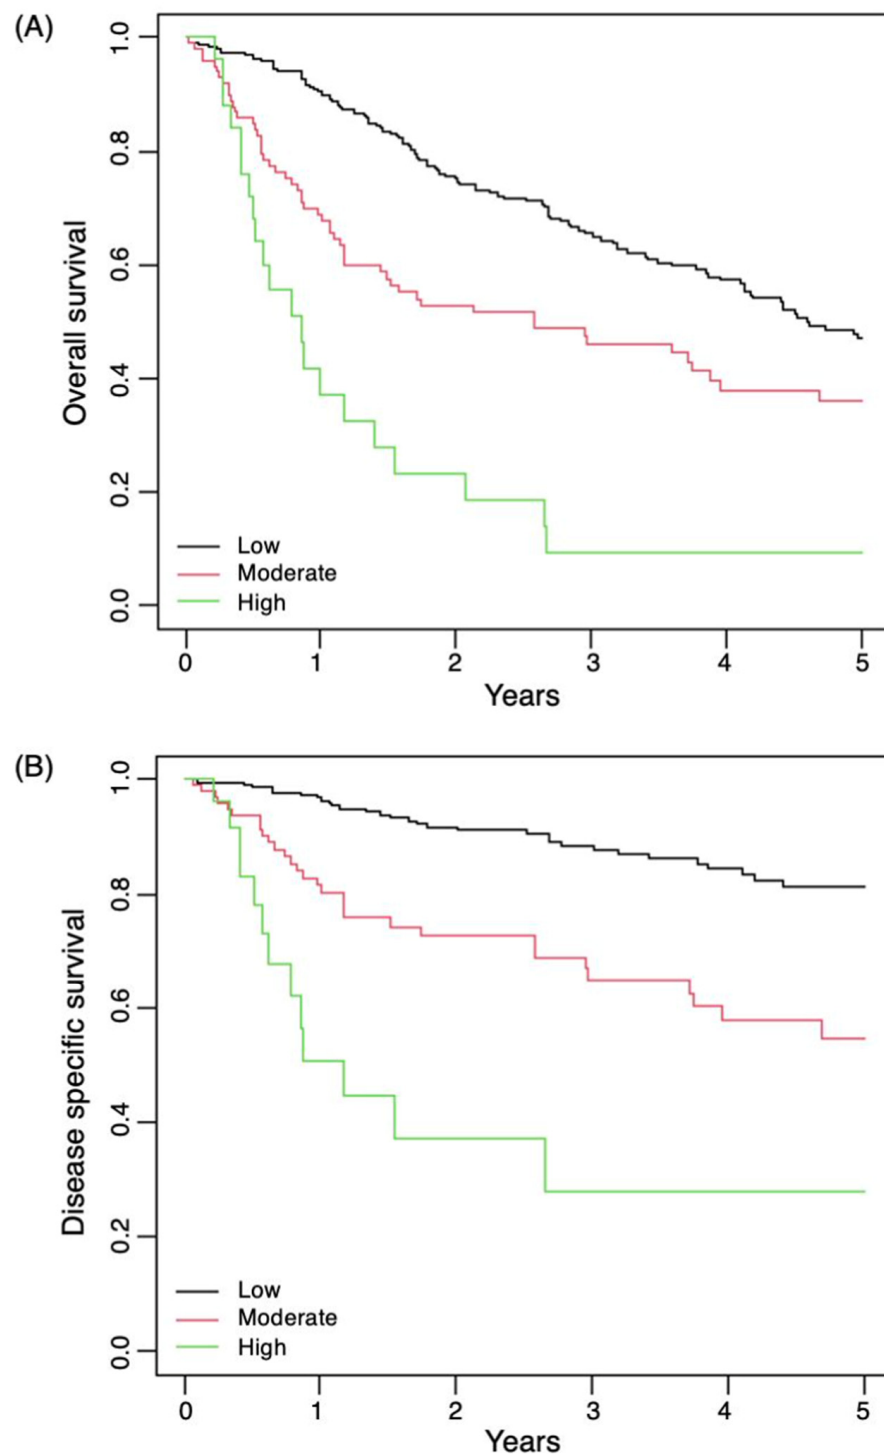 (A)
Overall survival
1.0
0.8
0.6
0.4
0.2
0.0
Low
Moderate
High
0 1 2 3 4 5
Years
(B)
Disease specific survival
1.0
0.8
0.6
0.4
0.2
0.0
Low
Moderate
High
0 1 2 3 4 5
Years